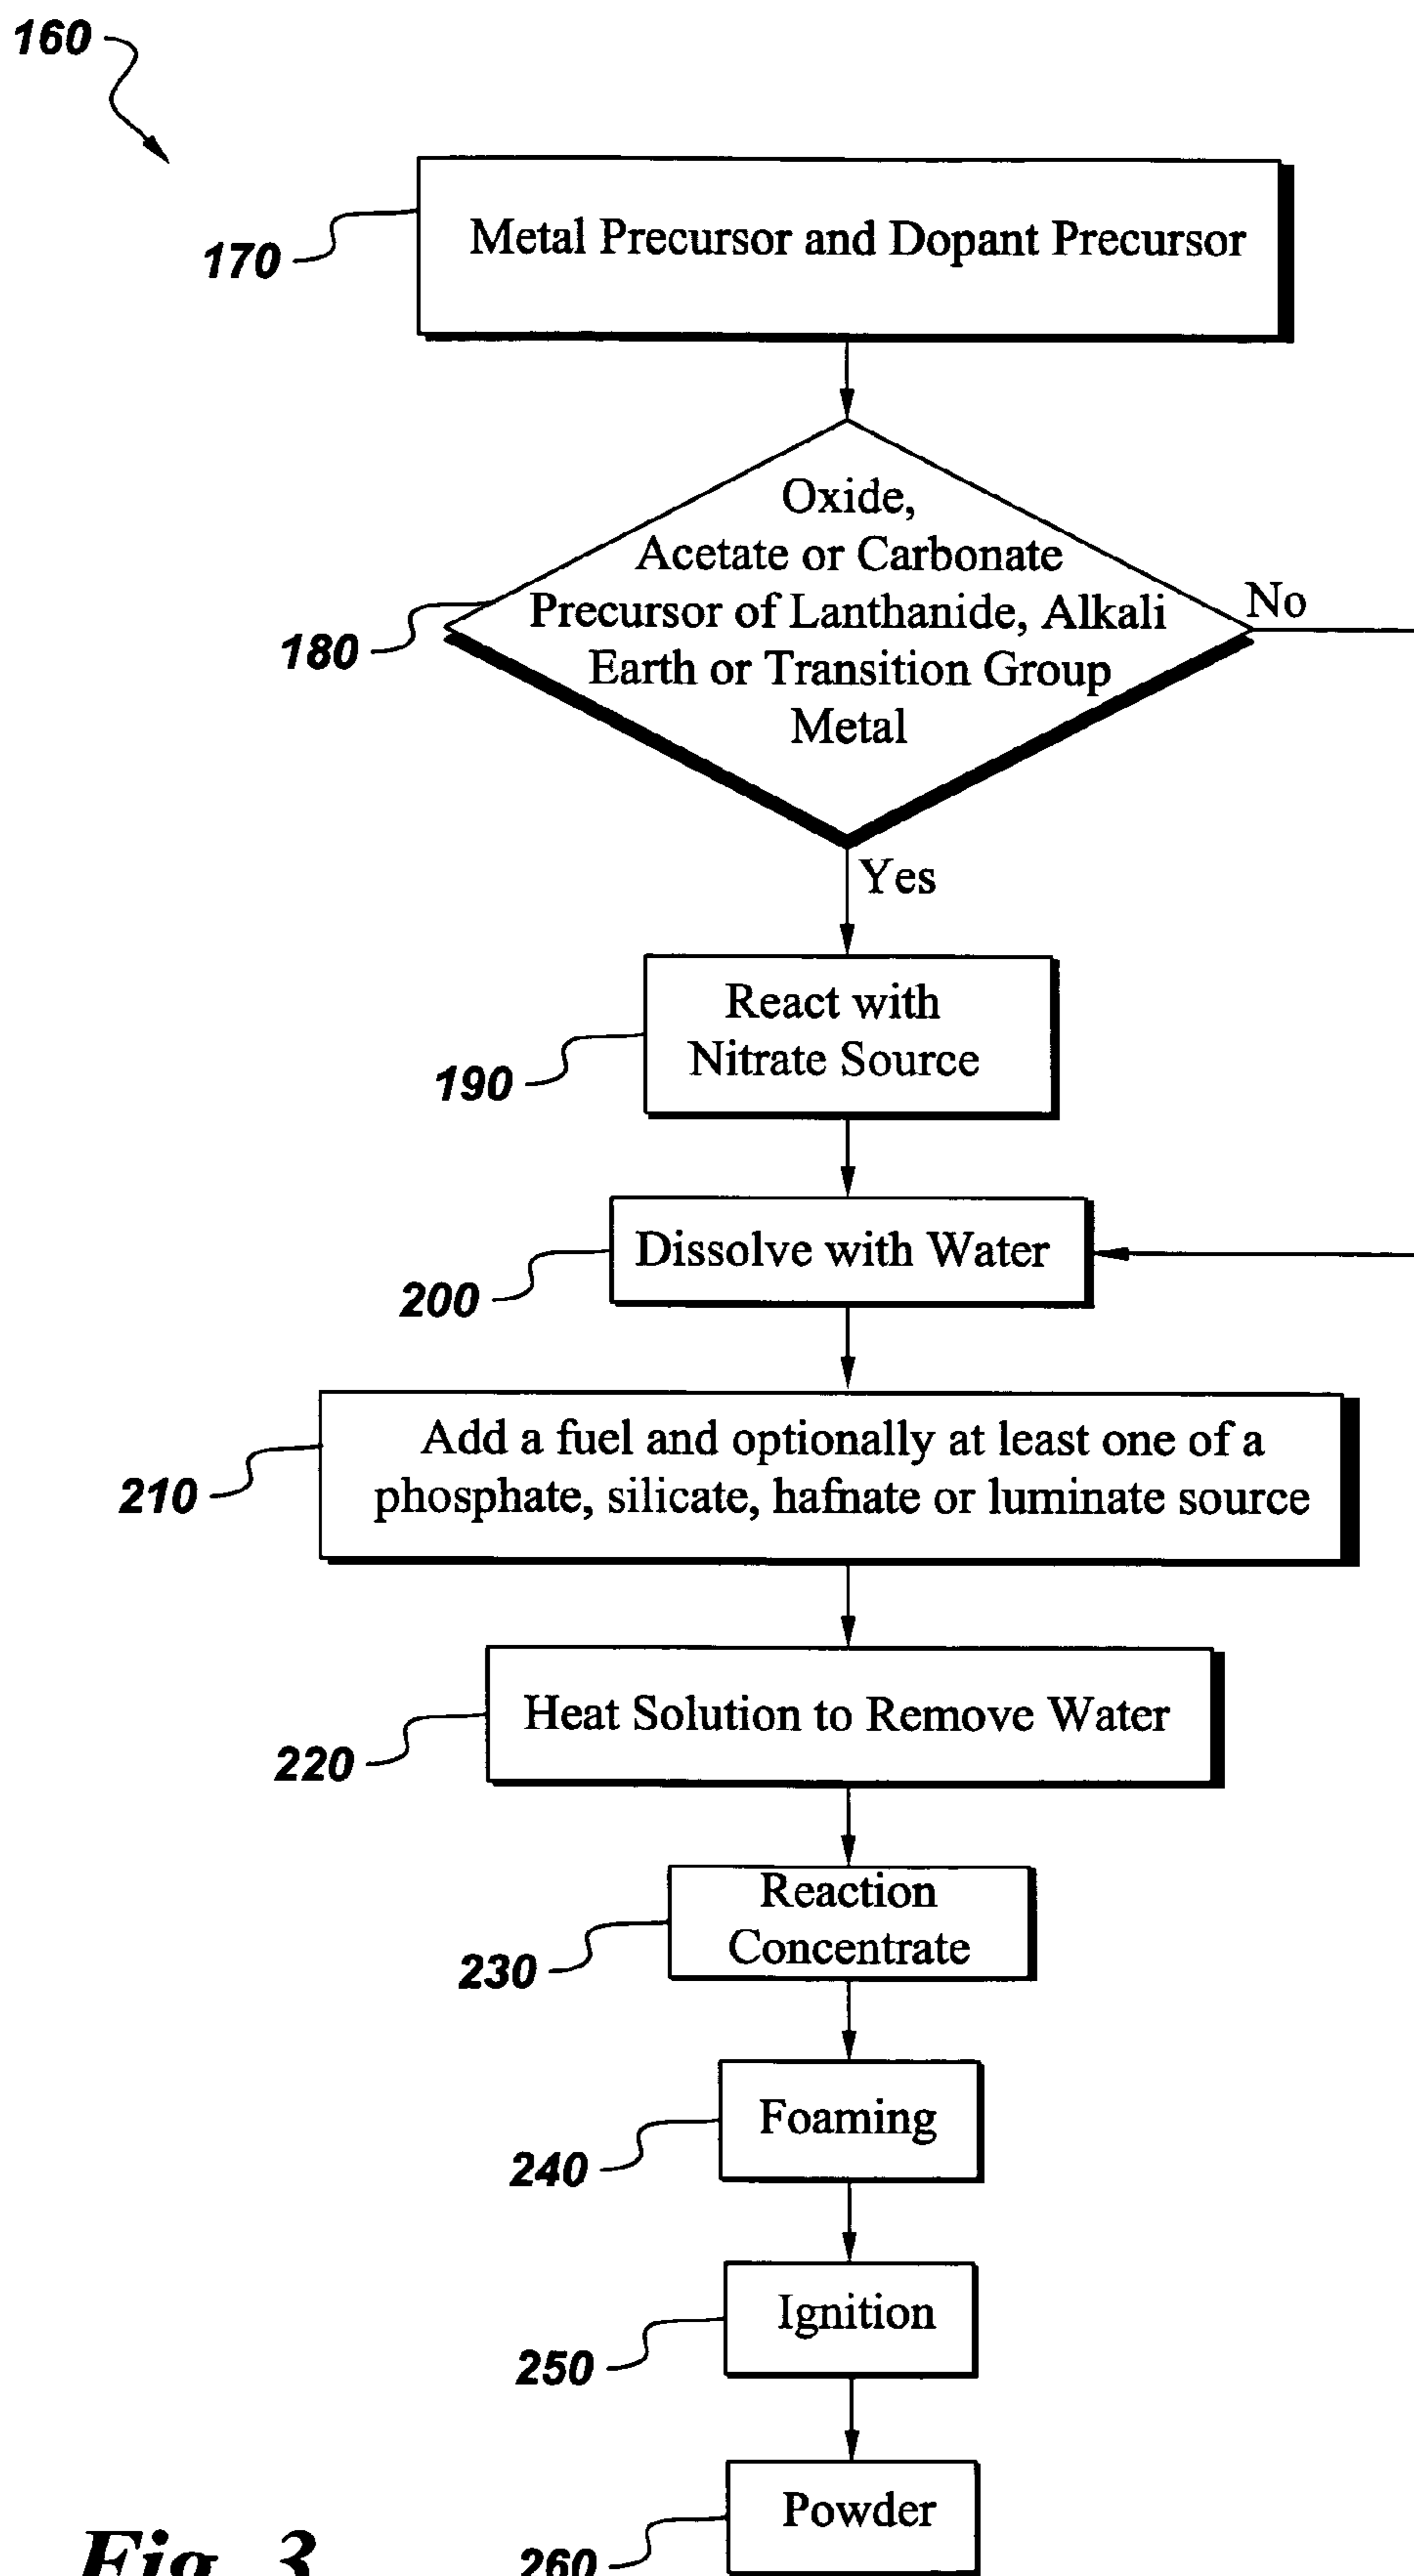 160
170
Metal Precursor and Dopant Precursor
180
Oxide,
Acetate or Carbonate
Precursor of Lanthanide, Alkali
Earth or Transition Group
Metal
No
Yes
190
React with
Nitrate Source
200
Dissolve with Water
210
Add a fuel and optionally at least one of a
phosphate, silicate, hafnate or luminate source
220
Heat Solution to Remove Water
230
Reaction
Concentrate
240
Foaming
250
Ignition
260
Powder
Fig. 3